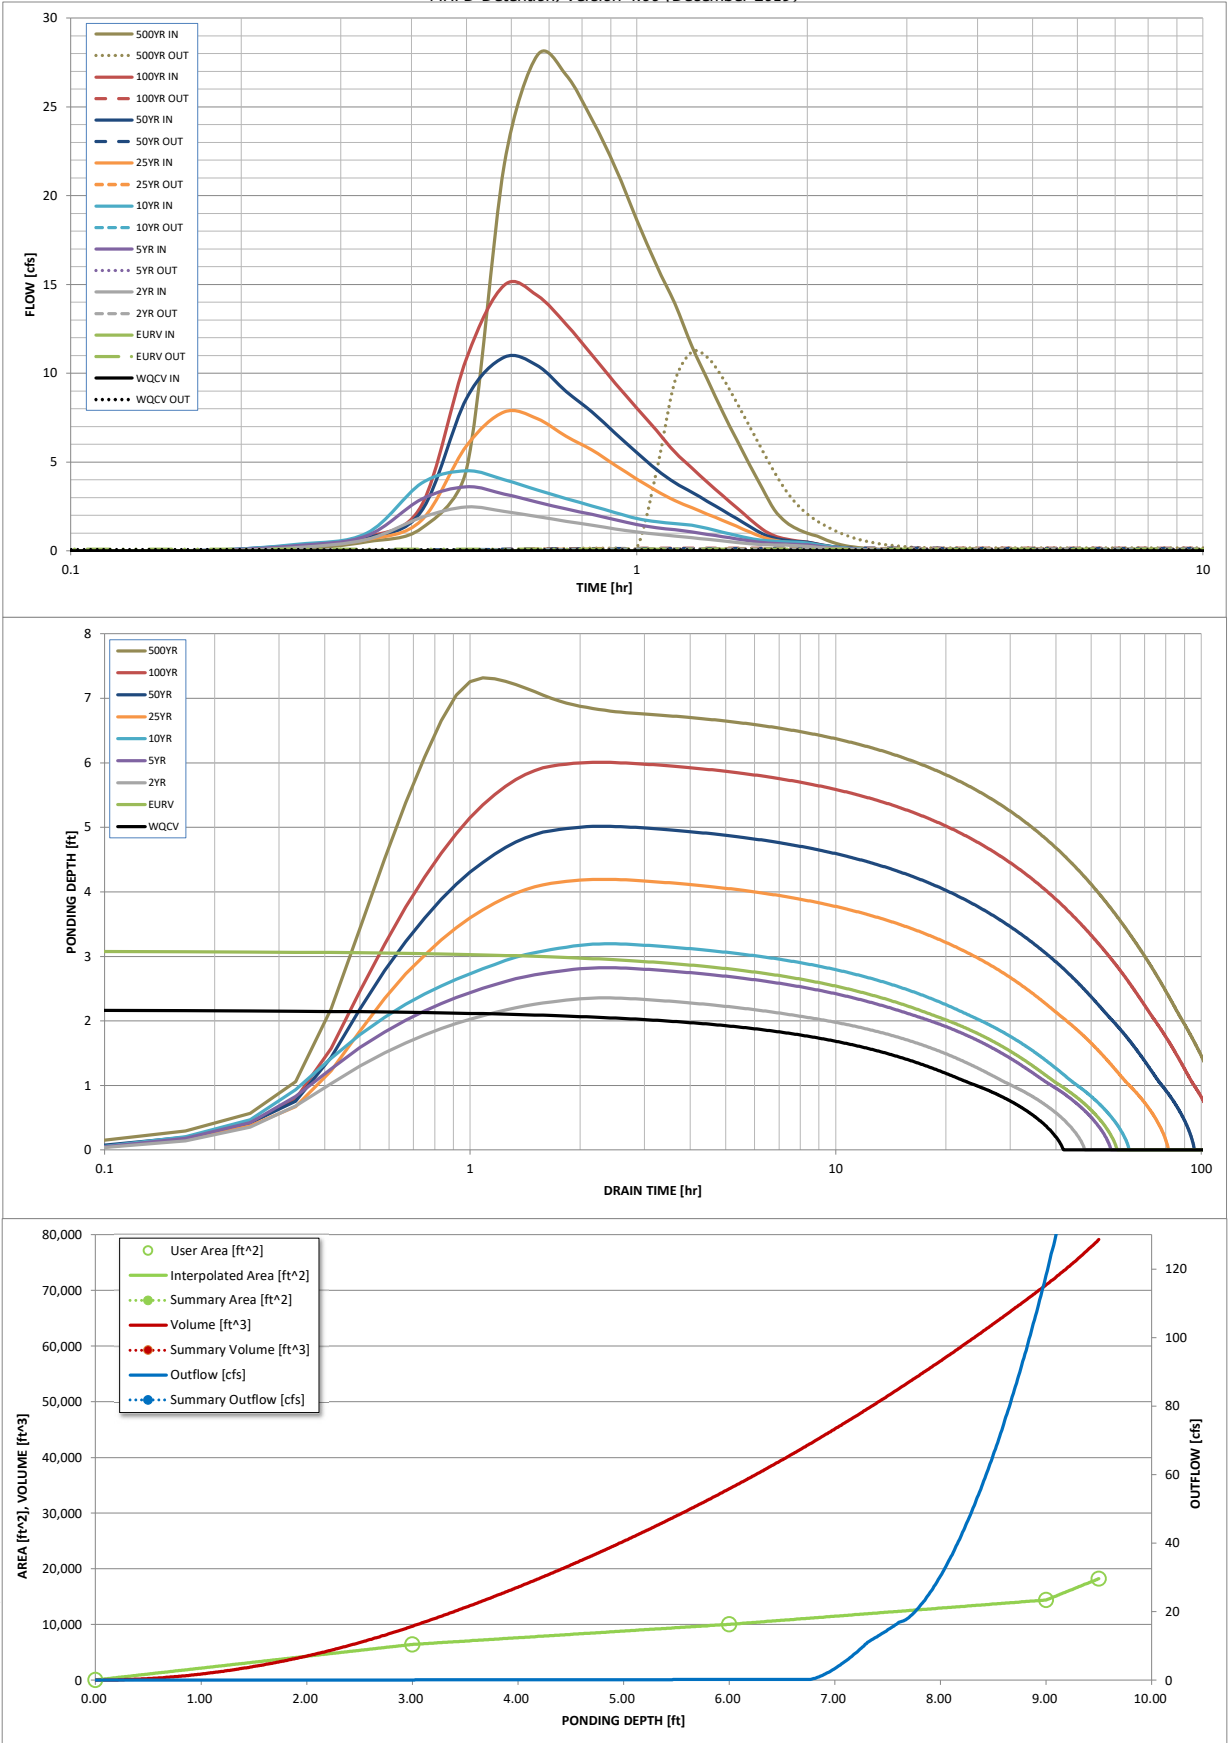 MHFD-Detention, Version 4.00 (December 2019)
30
25
20
15
10
5
0
FLOW [cfs]
500YR IN
500YR OUT
100YR IN
100YR OUT
50YR IN
50YR OUT
25YR IN
25YR OUT
10YR IN
10YR OUT
5YR IN
5YR OUT
2YR IN
2YR OUT
EURV IN
EURV OUT
WQCV IN
WQCV OUT
0.1
1
10
TIME [hr]
8
7
6
5
4
3
2
1
0
PONDING DEPTH [ft]
500YR
100YR
50YR
25YR
10YR
5YR
2YR
EURV
WQCV
0.1
1
10
100
DRAIN TIME [hr]
80,000
70,000
60,000
50,000
40,000
30,000
20,000
10,000
0
AREA [ft^2], VOLUME [ft^3]
User Area [ft^2]
Interpolated Area [ft^2]
Summary Area [ft^2]
Volume [ft^3]
Summary Volume [ft^3]
Outflow [cfs]
Summary Outflow [cfs]
120
100
80
60
40
20
0
OUTFLOW [cfs]
0.00
1.00
2.00
3.00
4.00
5.00
6.00
7.00
8.00
9.00
10.00
PONDING DEPTH [ft]